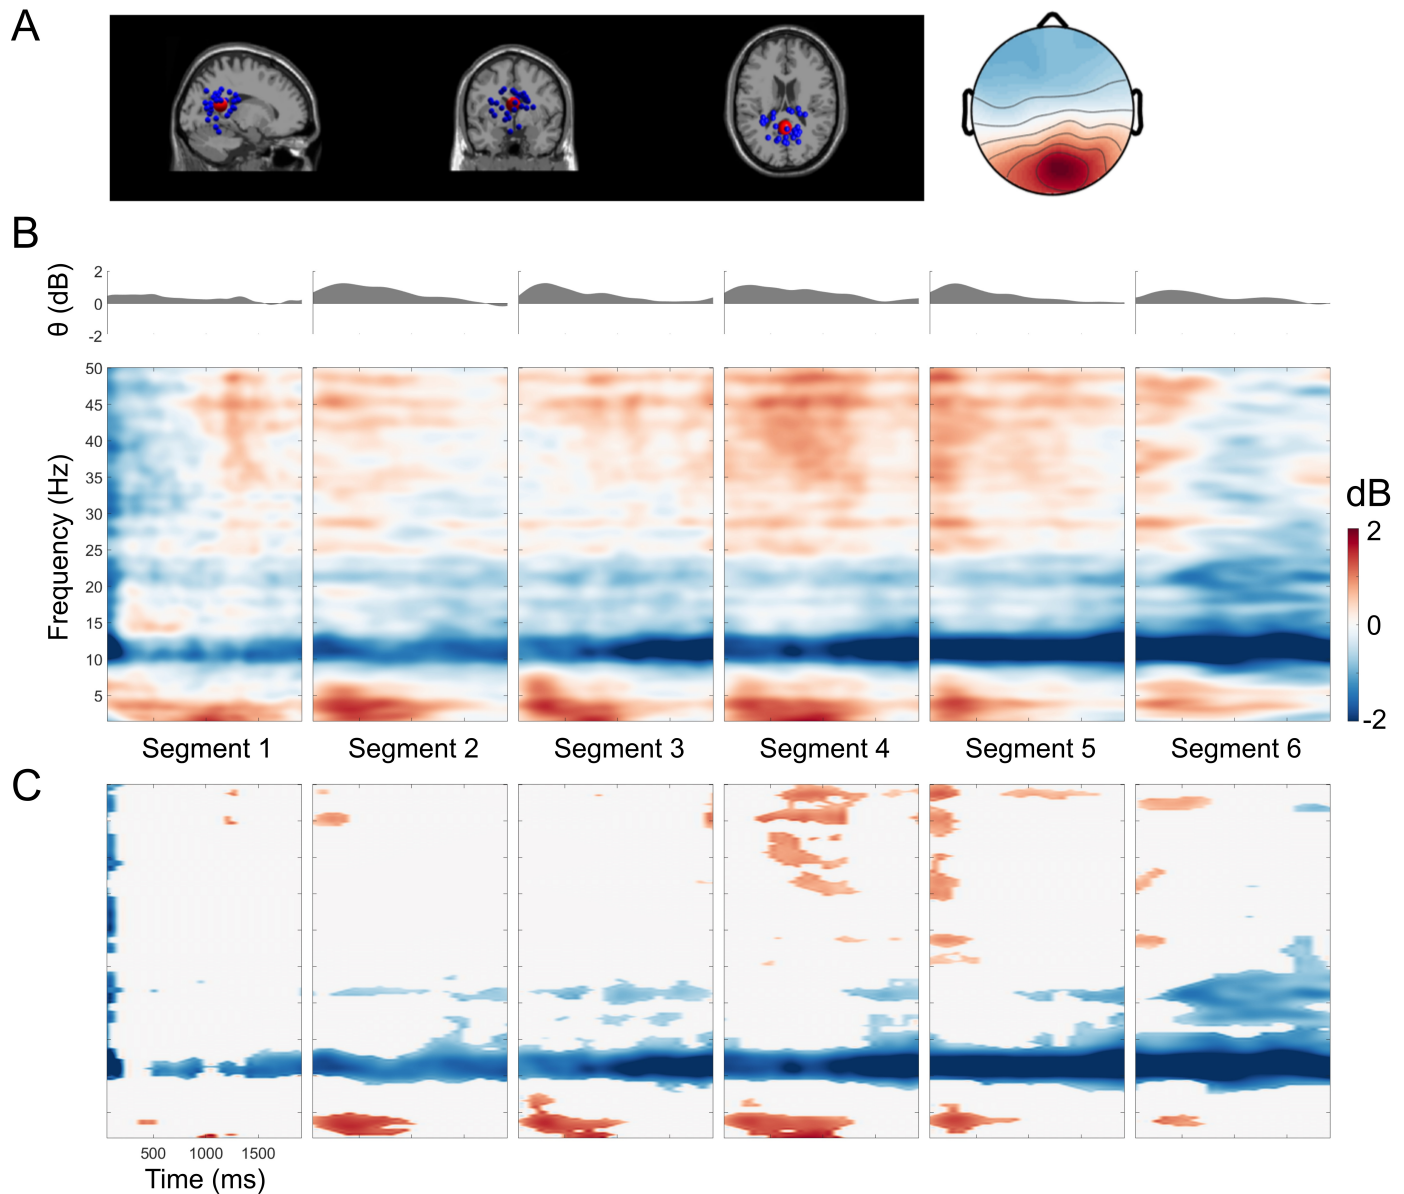 A
B
θ (dB)
2
0
-2
Frequency (Hz)
50
45
40
35
30
25
20
15
10
5
dB
2
0
-2
Segment 1 Segment 2 Segment 3 Segment 4 Segment 5 Segment 6
C
500 1000 1500
Time (ms)